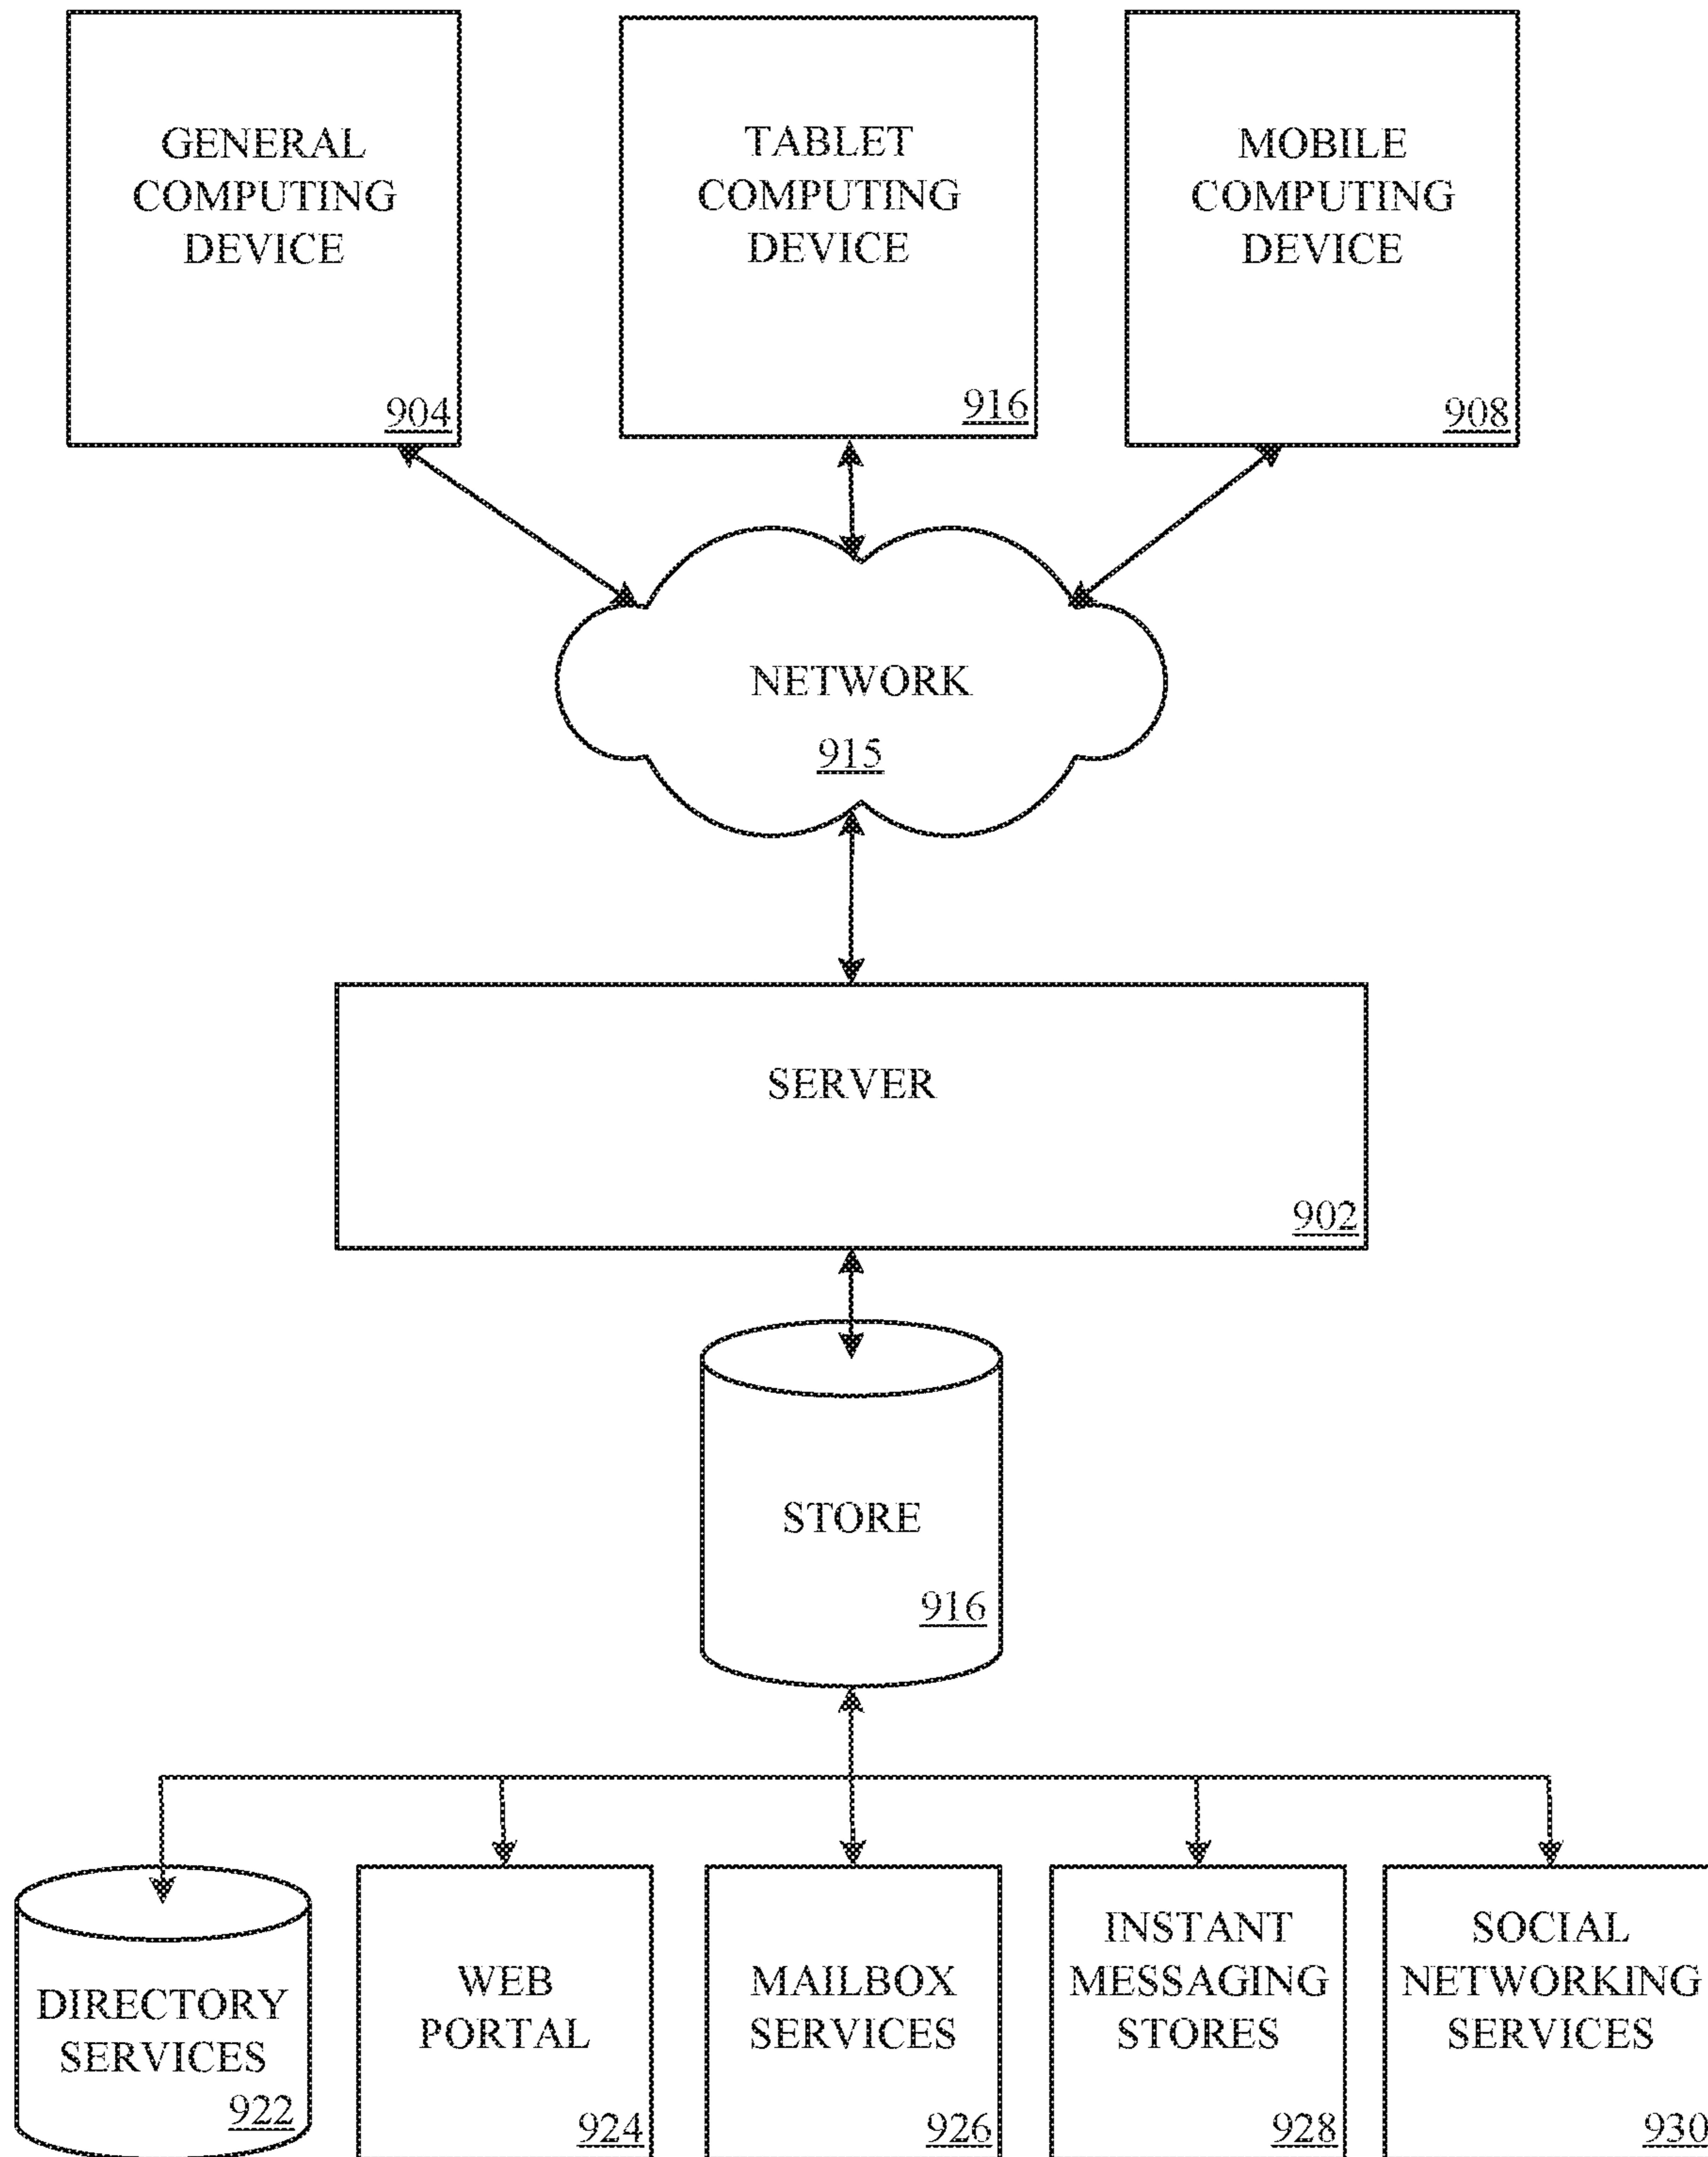 GENERAL
COMPUTING
DEVICE
904
TABLET
COMPUTING
DEVICE
916
MOBILE
COMPUTING
DEVICE
908
NETWORK
915
SERVER
902
STORE
916
DIRECTORY
SERVICES
922
WEB
PORTAL
924
MAILBOX
SERVICES
926
INSTANT
MESSAGING
STORES
928
SOCIAL
NETWORKING
SERVICES
930